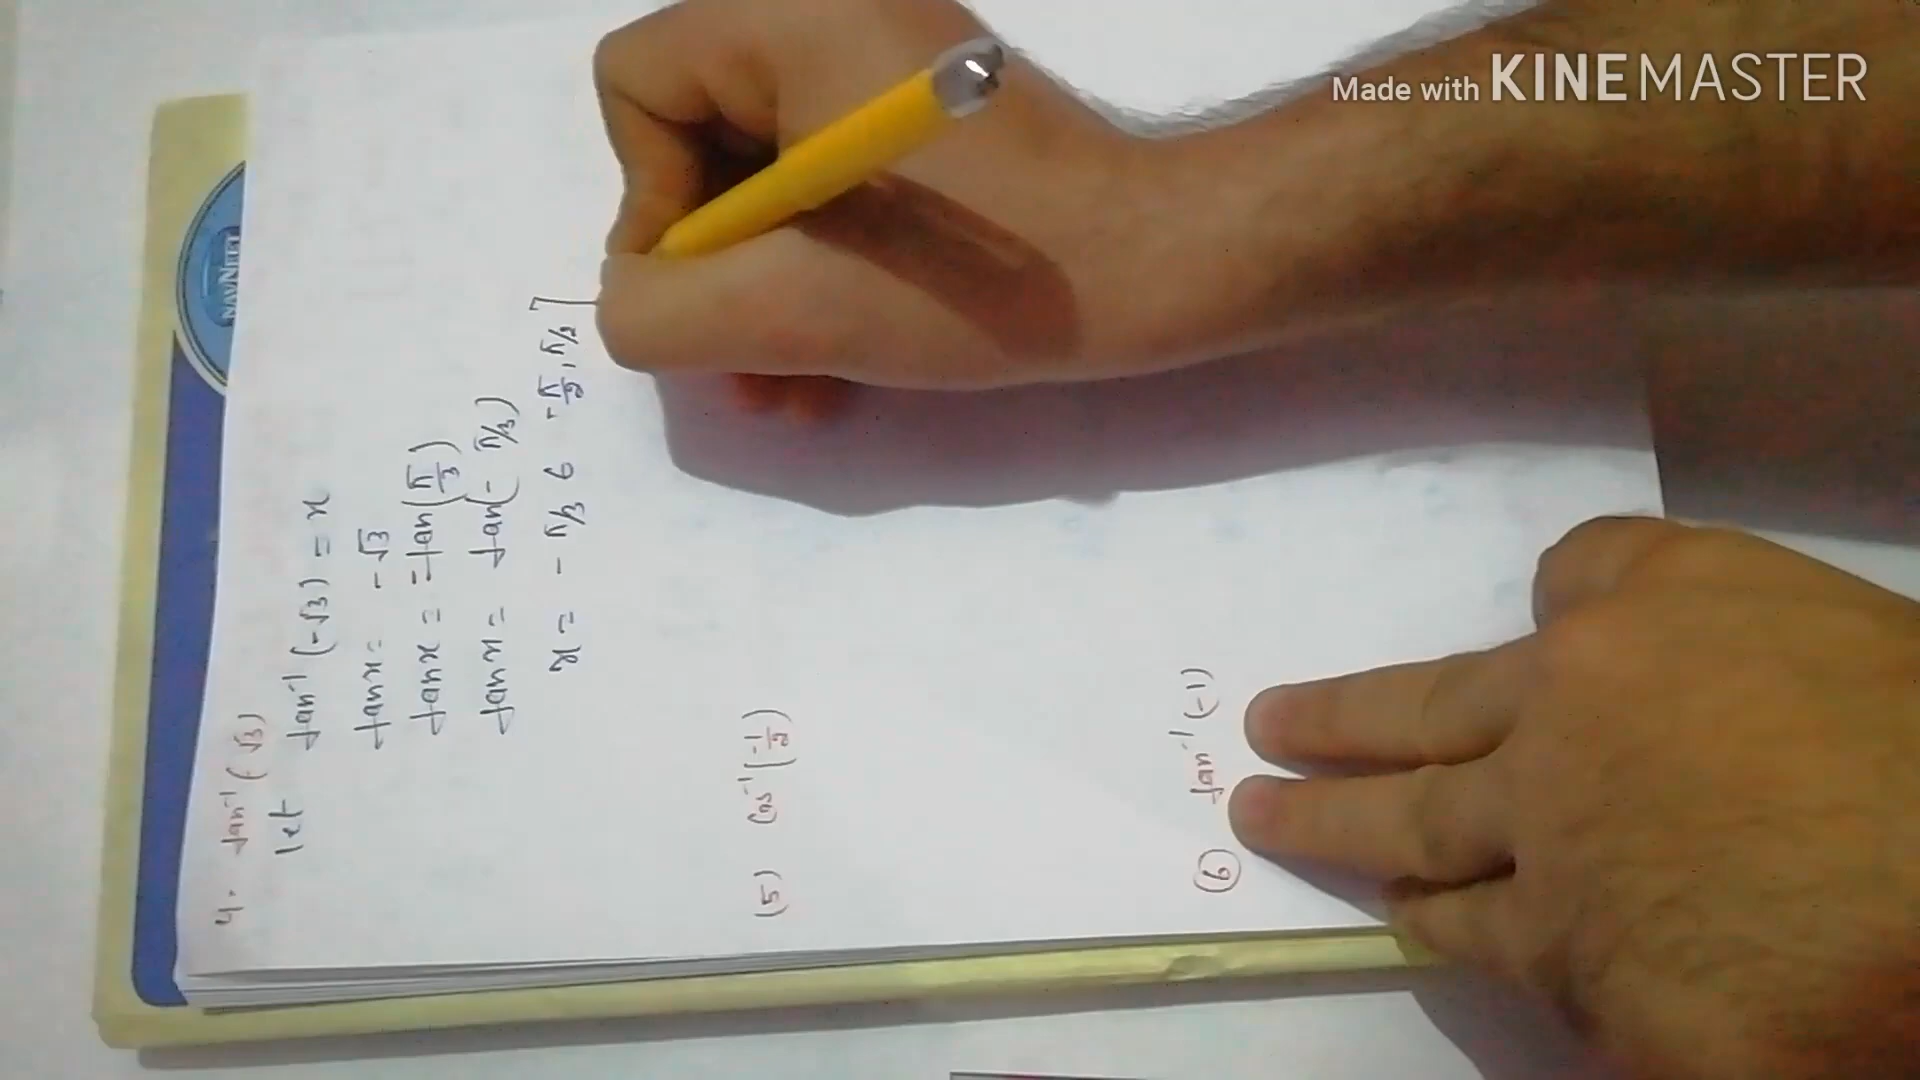 Made with KINEMASTER
NAVNEET
4. tan⁻¹(-√3)
let tan⁻¹(-√3) = x
tanx = -√3
tanx = -tan(π/3)
tanx = tan(-π/3)
x = -π/3 ϵ -π/2, π/2]
(5) Cos⁻¹(-1/2)
(6) tan⁻¹(-1)